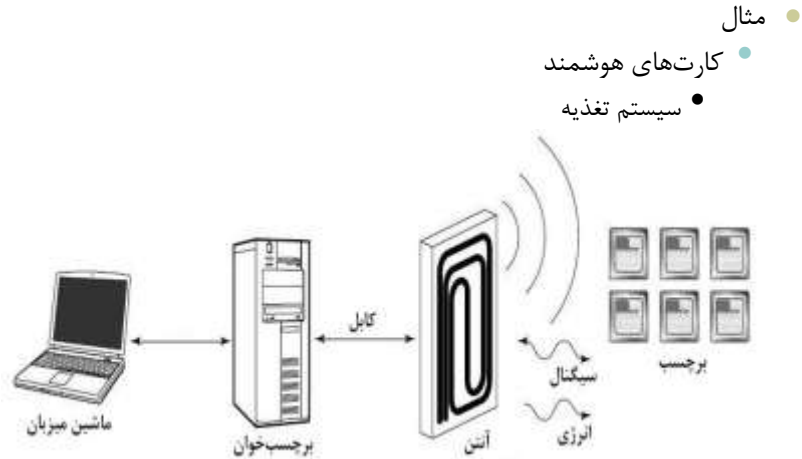 مثال
کارت‌های هوشمند
سیستم تغذیه
کابل
سیگنال
برچسب
انرژی
آنتن
برچسب‌خوان
ماشین میزبان